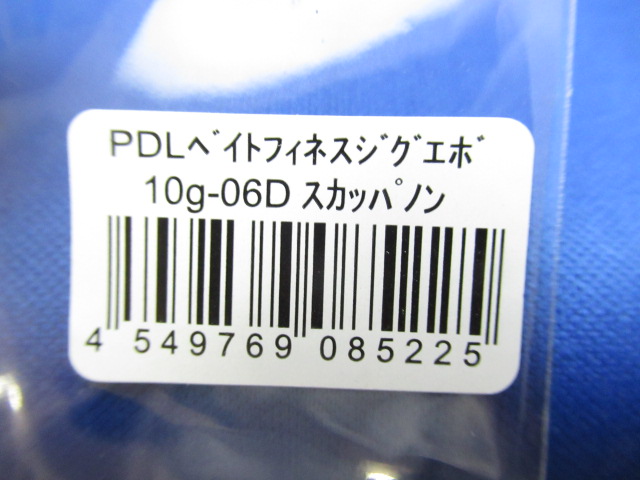 PDLﾍﾞｲﾄﾌｨﾈｽｼﾞｸﾞｴﾎﾞ
10g-06D ｽｶｯﾊﾟﾉﾝ
4 549769 085225